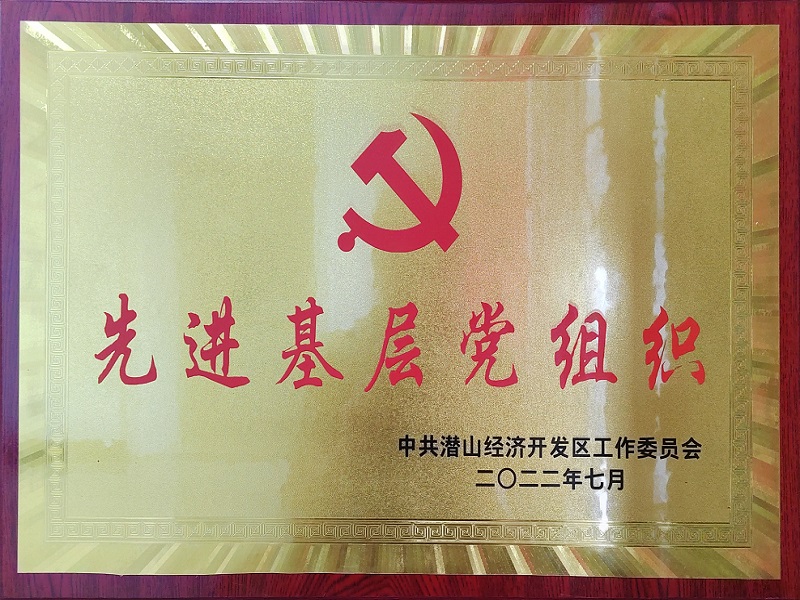 先进基层党组织
中共潜山经济开发区工作委员会
二〇二二年七月